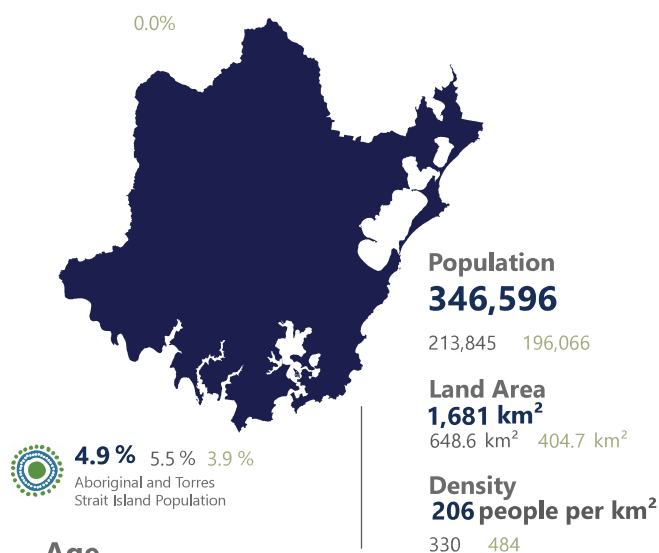 0.0%
Population
346,596
213,845 196,066
Land Area
1,681 km²
648.6 km² 404.7 km²
4.9 % 5.5 % 3.9 %
Aboriginal and Torres
Strait Island Population
Density
206 people per km²
330 484
Age